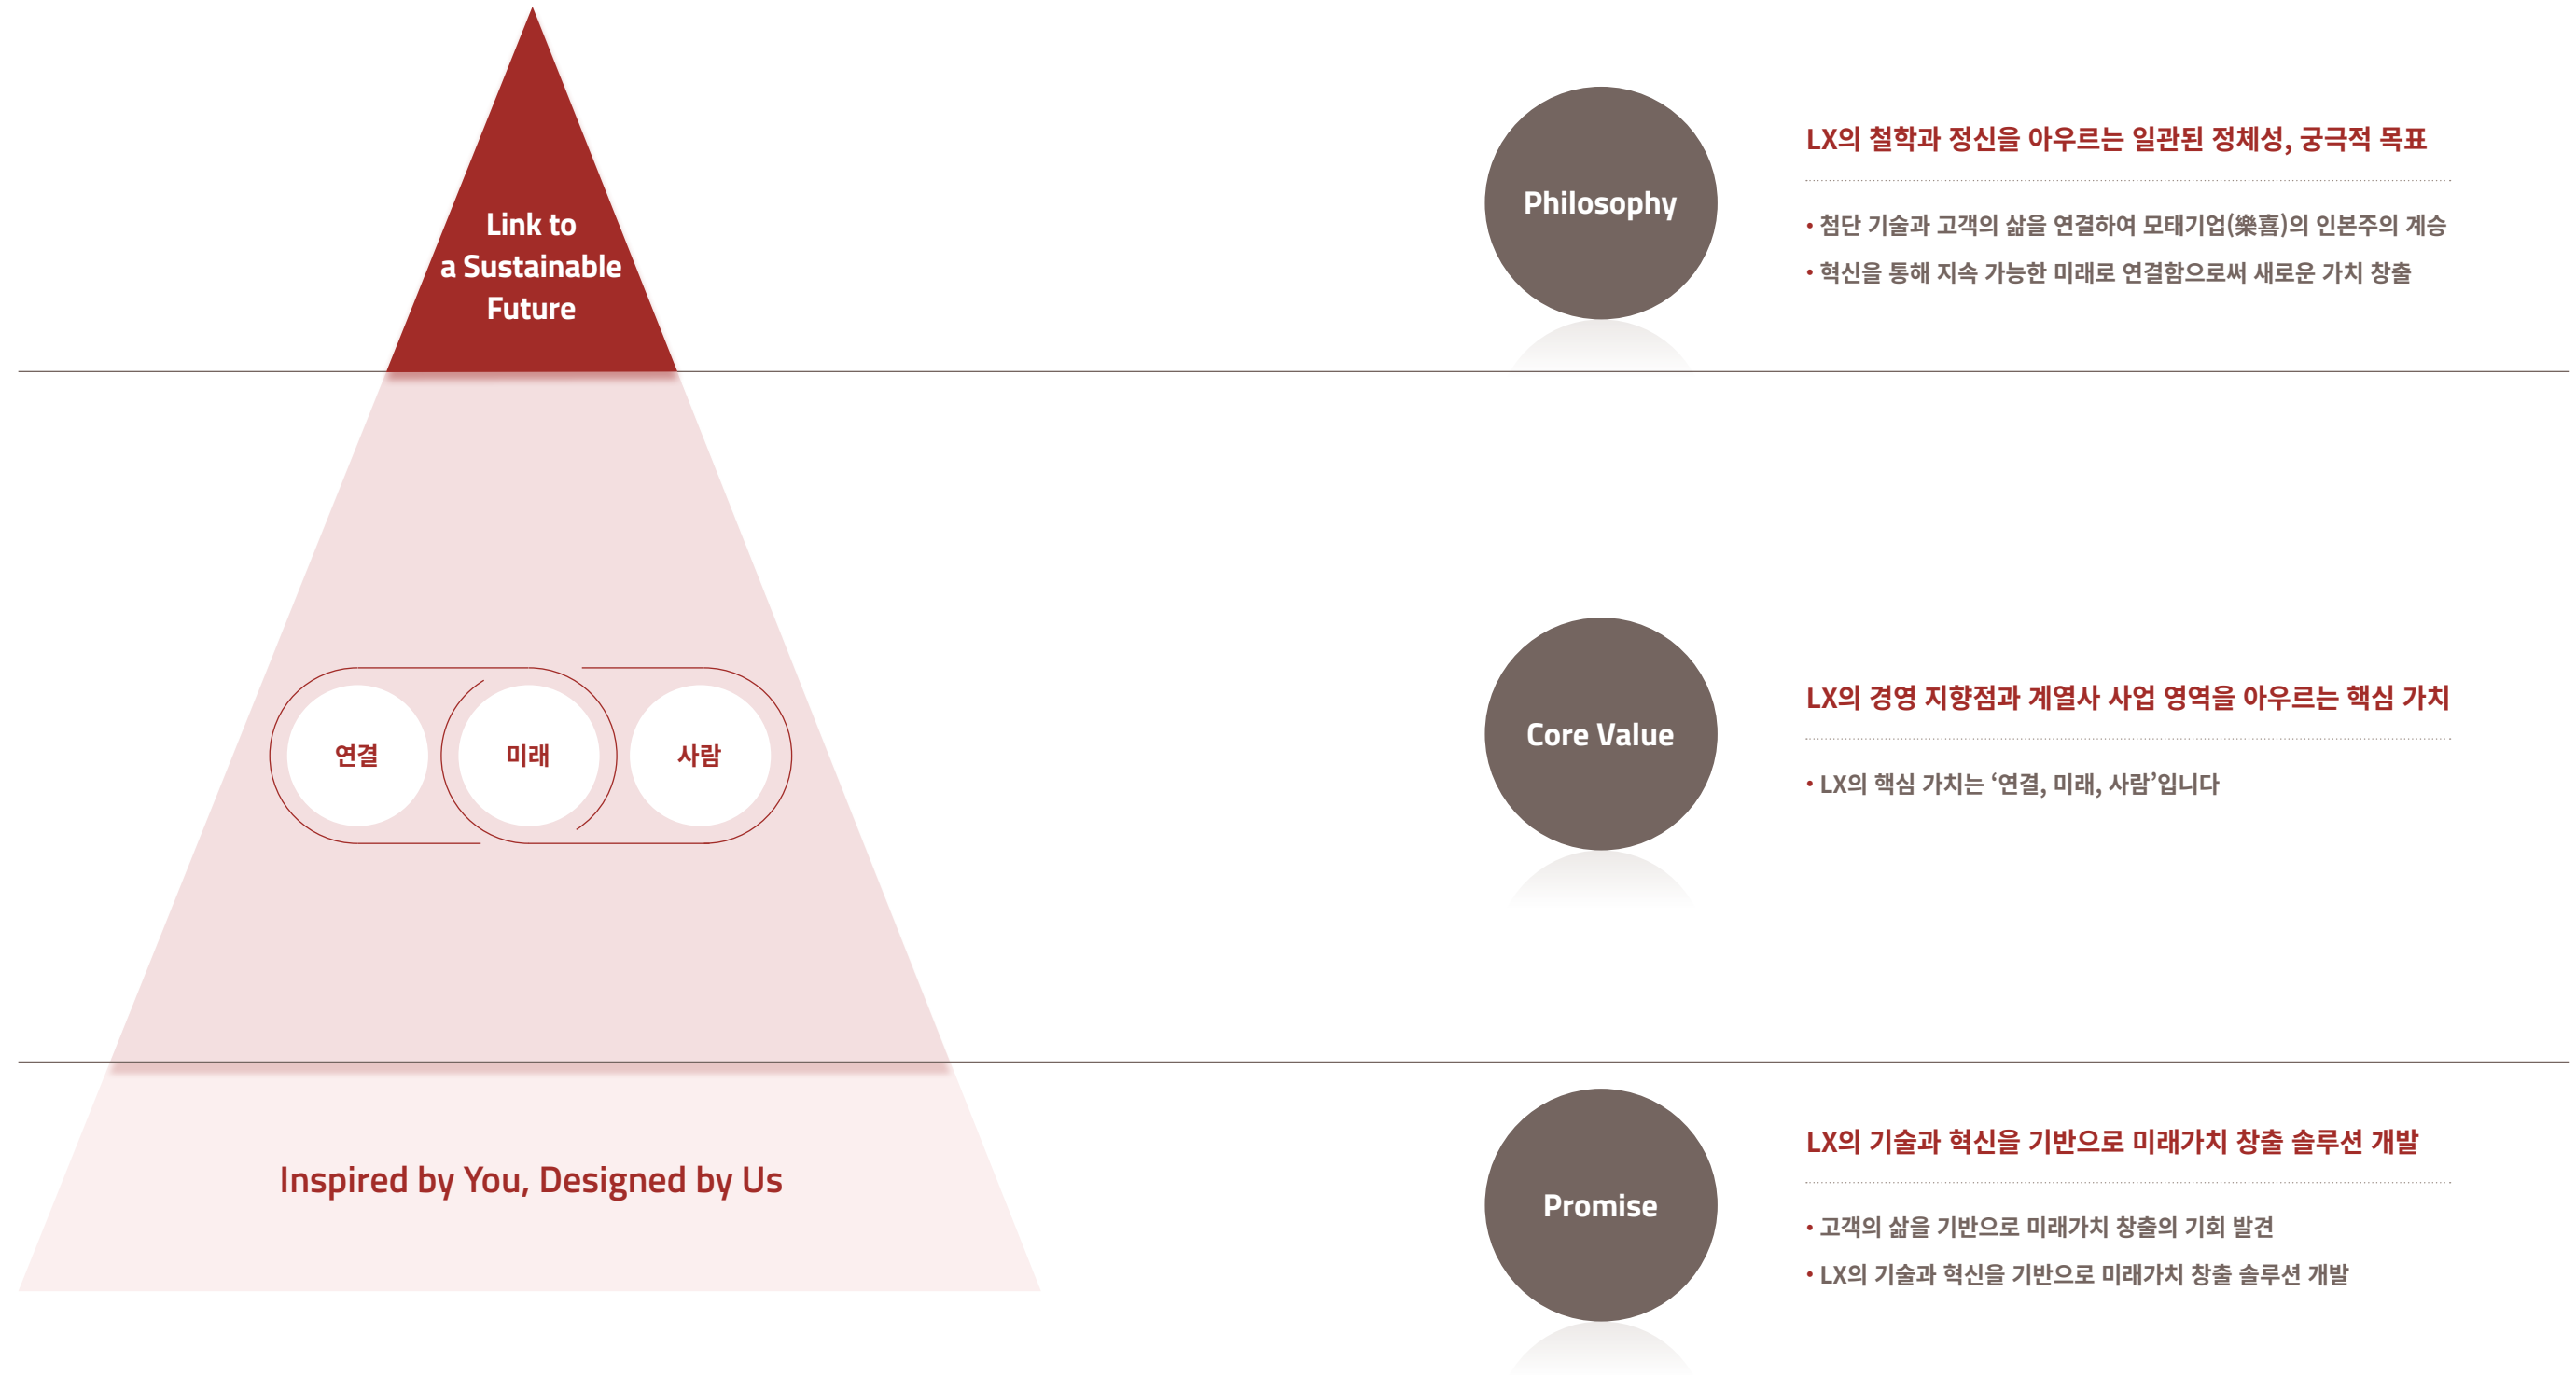 Link to
a Sustainable
Future
Philosophy
LX의 철학과 정신을 아우르는 일관된 정체성, 궁극적 목표
• 첨단 기술과 고객의 삶을 연결하여 모태기업(樂喜)의 인본주의 계승
• 혁신을 통해 지속 가능한 미래로 연결함으로써 새로운 가치 창출
연결
미래
사람
Core Value
LX의 경영 지향점과 계열사 사업 영역을 아우르는 핵심 가치
• LX의 핵심 가치는 ‘연결, 미래, 사람’입니다
Inspired by You, Designed by Us
Promise
LX의 기술과 혁신을 기반으로 미래가치 창출 솔루션 개발
• 고객의 삶을 기반으로 미래가치 창출의 기회 발견
• LX의 기술과 혁신을 기반으로 미래가치 창출 솔루션 개발